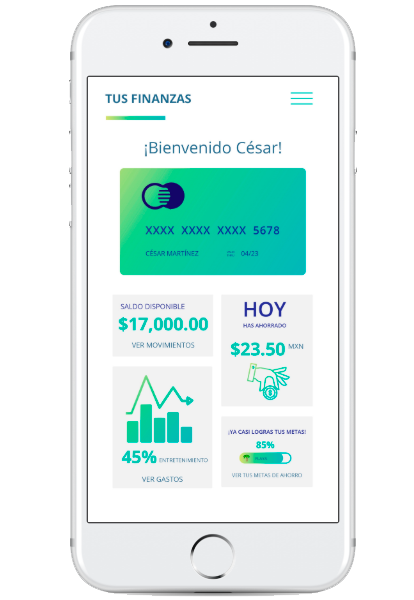 TUS FINANZAS
¡Bienvenido César!
XXXX XXXX XXXX 5678
CÉSAR MARTÍNEZ 04/23
SALDO DISPONIBLE
$17,000.00
VER MOVIMIENTOS
HOY
HAS AHORRADO
$23.50 MXN
45% ENTRETENIMIENTO
VER GASTOS
¡YA CASI LOGRAS TUS METAS!
85%
VER TUS METAS DE AHORRO